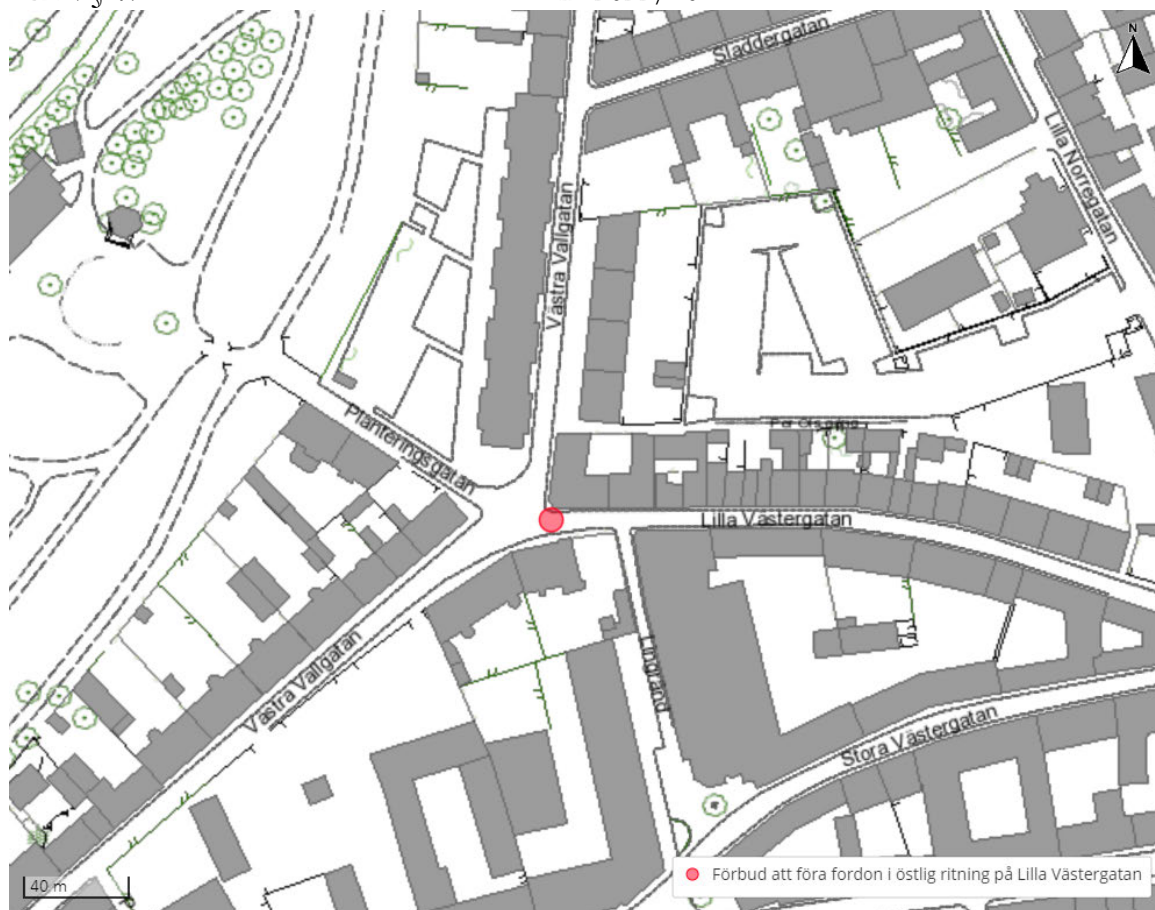 N
Sladdergatan
Lilla Norregatan
Västra Vallgatan
Planteringsgatan
Lilla Västergatan
Västra Vallgatan
Lingränd
Stora Västergatan
40 m
Förbud att föra fordon i östlig ritning på Lilla Västergatan